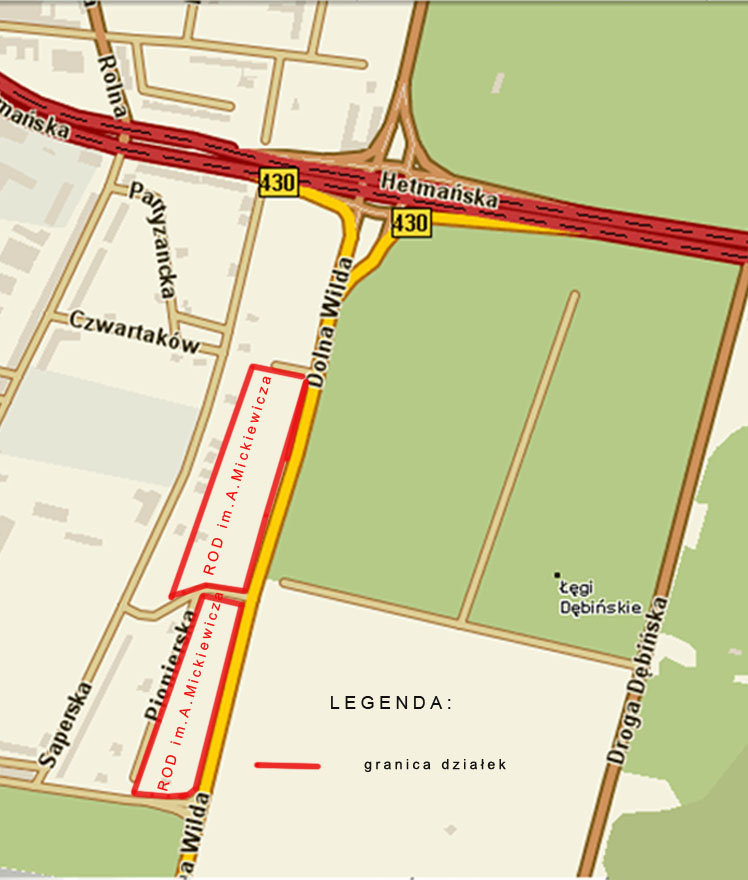 Rolna
mańska
430
Hetmańska
430
Partyzancka
Czwartaków
Dolna Wilda
ROD im.A.Mickiewicza
Łęgi
Dębińskie
Pionierska
ROD im.A.Mickiewicza
Saperska
Droga Dębińska
LEGENDA:
granica działek
a Wilda